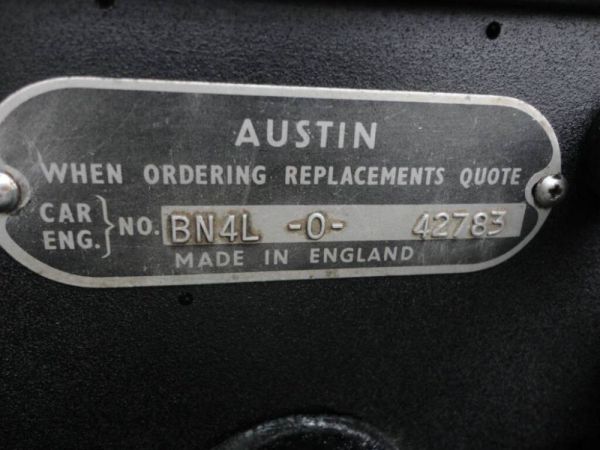 AUSTIN
WHEN ORDERING REPLACEMENTS QUOTE
CAR
ENG. } NO. BN4L -O- 42783
MADE IN ENGLAND